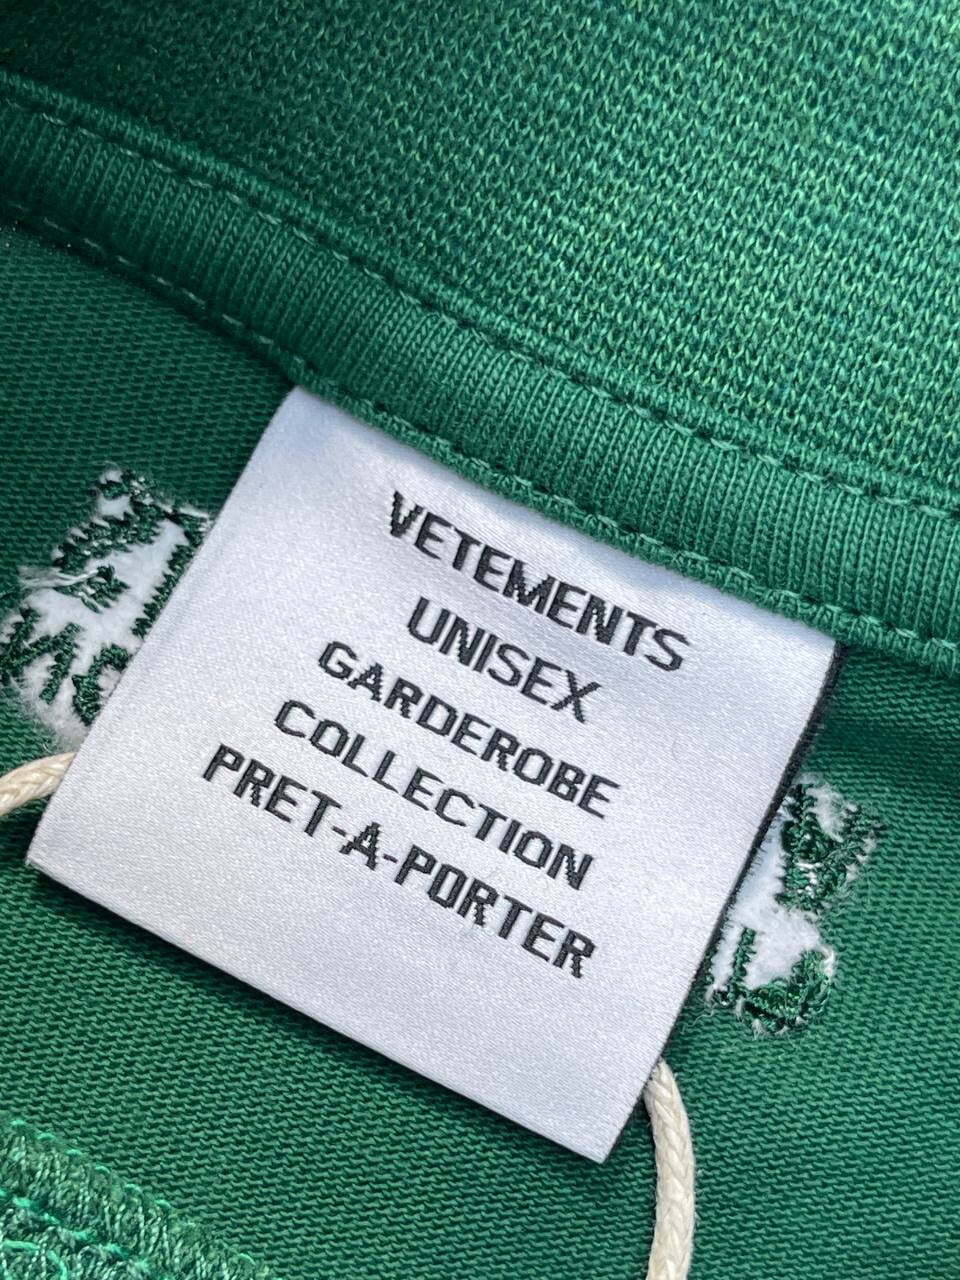 VETEMENTS
UNISEX
GARDEROBE
COLLECTION
PRET-A-PORTER